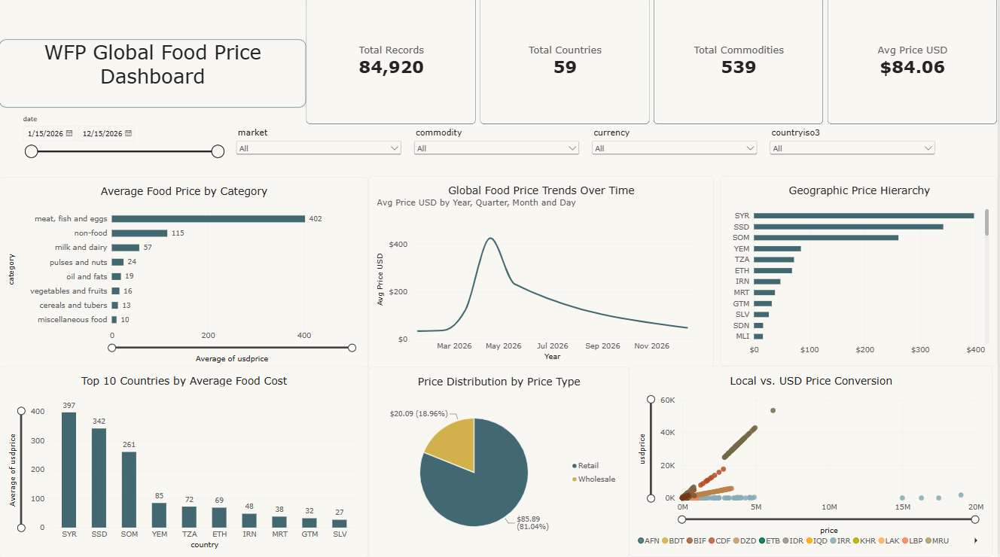 WFP Global Food Price
Dashboard
Total Records
84,920
Total Countries
59
Total Commodities
539
Avg Price USD
$84.06
date
1/15/2026 12/15/2026
market
All
commodity
All
currency
All
countryiso3
All
Average Food Price by Category
category
meat, fish and eggs 402
non-food 115
milk and dairy 57
pulses and nuts 24
oil and fats 19
vegetables and fruits 16
cereals and tubers 13
miscellaneous food 10
0 200 400
Average of usdprice
Global Food Price Trends Over Time
Avg Price USD by Year, Quarter, Month and Day
Avg Price USD
$400
$200
$0
Mar 2026 May 2026 Jul 2026 Sep 2026 Nov 2026
Year
Geographic Price Hierarchy
SYR
SSD
SOM
YEM
TZA
ETH
IRN
MRT
GTM
SLV
SDN
MLI
$0 $100 $200 $300 $400
Top 10 Countries by Average Food Cost
Average of usdprice
400
300
200
100
0
397 342 261 85 72 69 48 38 32 27
SYR SSD SOM YEM TZA ETH IRN MRT GTM SLV
country
Price Distribution by Price Type
$20.09 (18.96%)
$85.89
(81.04%)
Retail
Wholesale
Local vs. USD Price Conversion
usdprice
60K
40K
20K
0K
0M 5M 10M 15M 20M
price
AFN BDT BIF CDF DZD ETB IDR IQD IRR KHR LAK LBP MRU